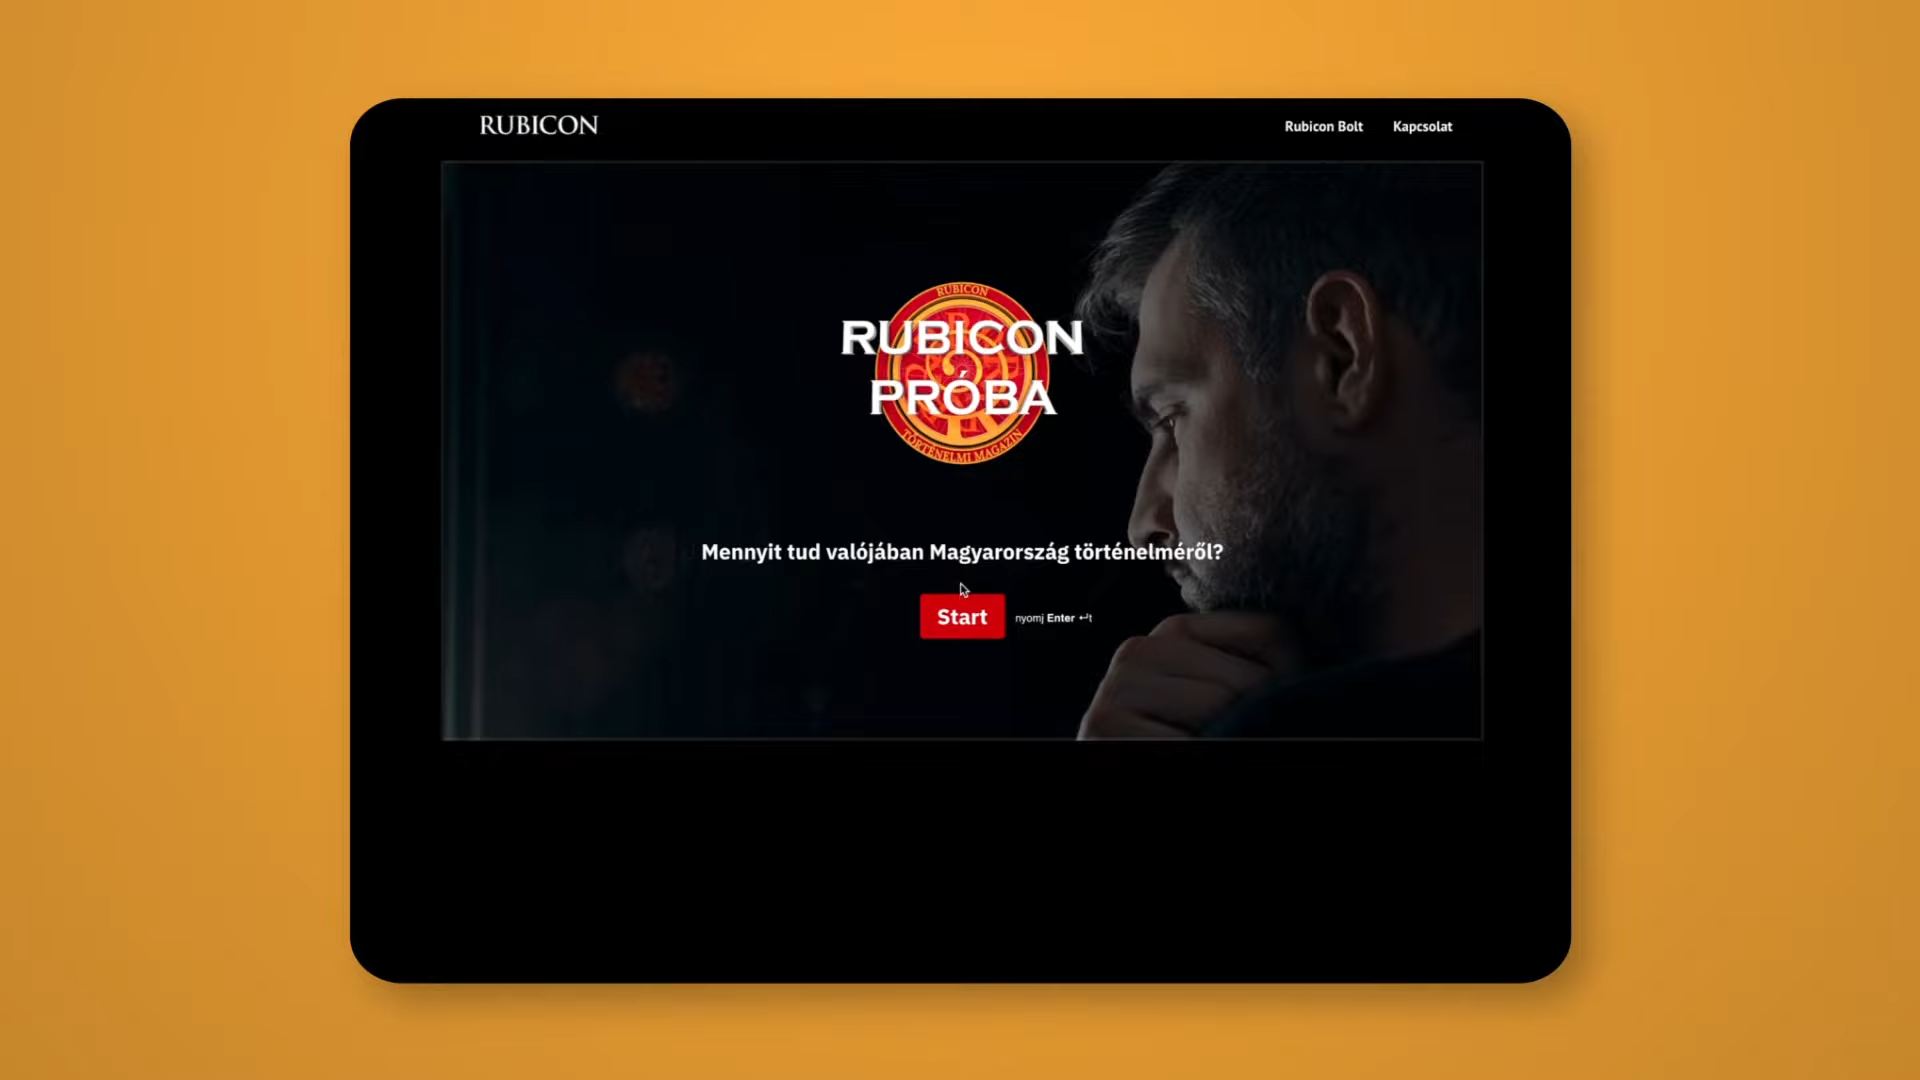 RUBICON
Rubicon Bolt
Kapcsolat
RUBICON
RUBICON
PRÓBA
TÖRTÉNELMI MAGAZIN
Mennyit tud valójában Magyarország történelméről?
Start
nyomj Enter ↵t